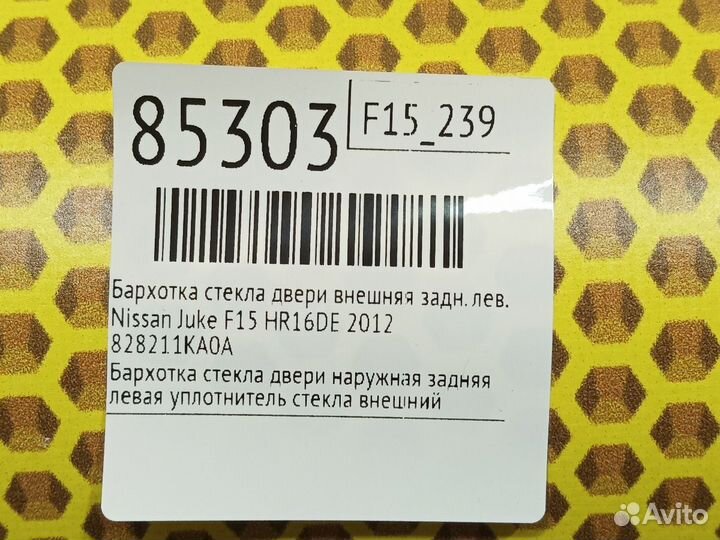 85303
F15_239
Бархотка стекла двери внешняя задн. лев.
Nissan Juke F15 HR16DE 2012
828211KA0A
Бархотка стекла двери наружная задняя
левая уплотнитель стекла внешний
Avito